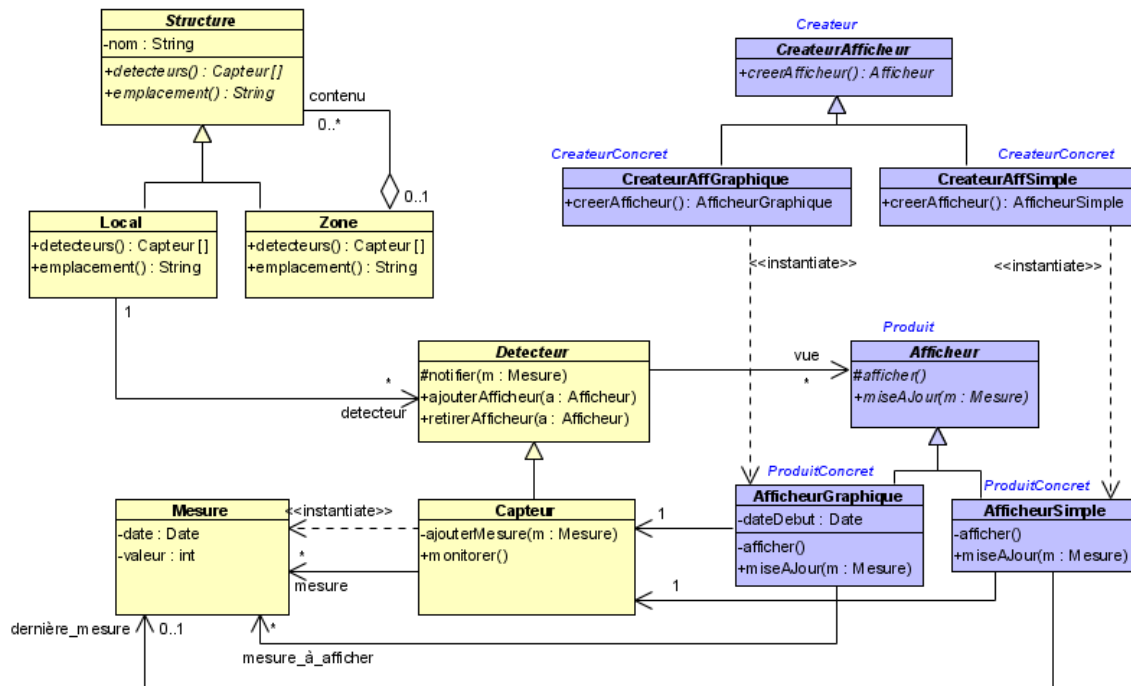 Structure
-nom : String
+detecteurs() : Capteur[]
+emplacement() : String
contenu
0..*
0..1
Local
+detecteurs() : Capteur[]
+emplacement() : String
Zone
+detecteurs() : Capteur[]
+emplacement() : String
1
*
detecteur
Createur
CreateurAfficheur
+creerAfficheur() : Afficheur
CreateurConcret
CreateurAffGraphique
+creerAfficheur() : AfficheurGraphique
CreateurConcret
CreateurAffSimple
+creerAfficheur() : AfficheurSimple
<<instantiate>>
<<instantiate>>
Detecteur
#notifier(m : Mesure)
+ajouterAfficheur(a : Afficheur)
+retirerAfficheur(a : Afficheur)
vue
*
Produit
Afficheur
#afficher()
+miseAJour(m : Mesure)
Mesure
-date : Date
-valeur : int
<<instantiate>>
*
mesure
Capteur
-ajouterMesure(m : Mesure)
+monitorer()
1
1
ProduitConcret
AfficheurGraphique
-dateDebut : Date
-afficher()
+miseAJour(m : Mesure)
ProduitConcret
AfficheurSimple
-afficher()
+miseAJour(m : Mesure)
dernière_mesure
0..1
*
mesure_à_afficher